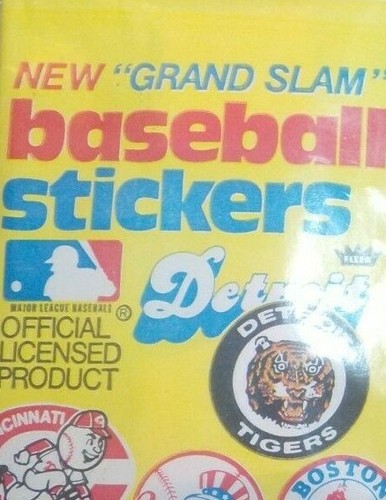 NEW "GRAND SLAM"
baseball
stickers
MAJOR LEAGUE BASEBALL
®
OFFICIAL
LICENSED
PRODUCT
FLEER
Detroit
DETROIT
TIGERS
CINCINNATI
BOSTON